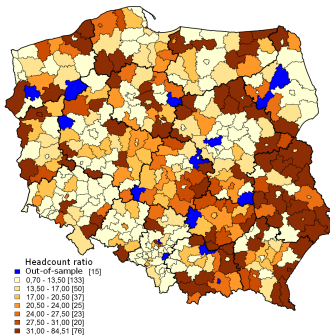 Headcount ratio
Out-of-sample [15]
0,70 - 13,50 [133]
13,50 - 17,00 [50]
17,00 - 20,50 [37]
20,50 - 24,00 [25]
24,00 - 27,50 [23]
27,50 - 31,00 [20]
31,00 - 84,51 [76]